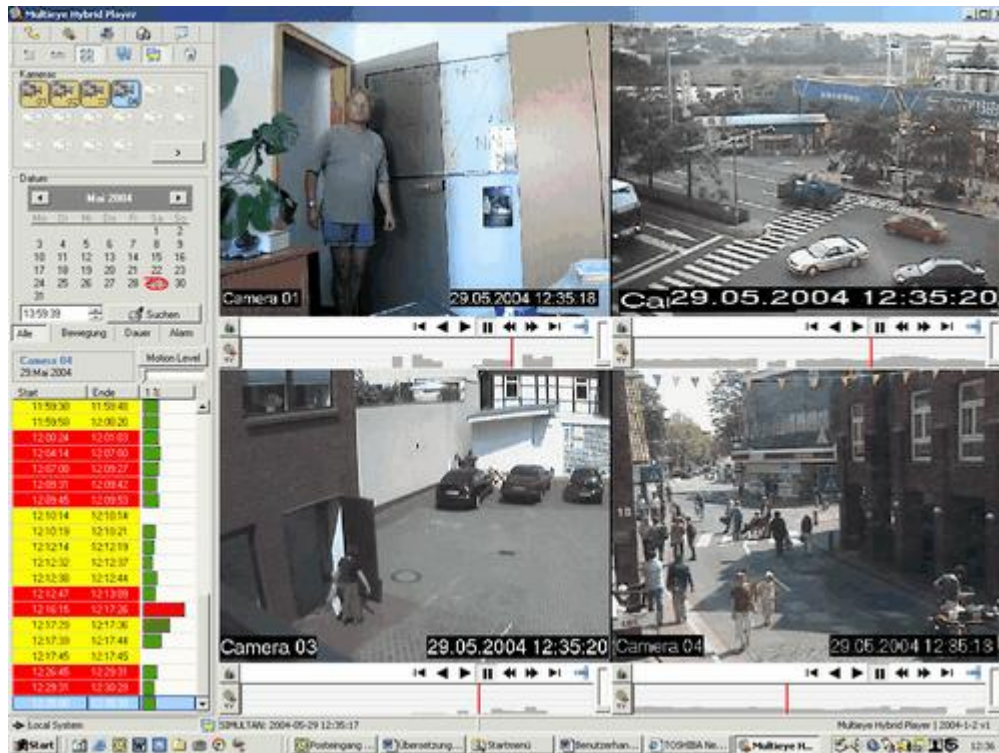 Multieye Hybrid Player
Kameras
01 02 03 04
>
Datum
Mai 2004
Mo Di Mi Do Fr Sa So
1 2
3 4 5 6 7 8 9
10 11 12 13 14 15 16
17 18 19 20 21 22 23
24 25 26 27 28 29 30
31
13:59:39 Suchen
Alle Bewegung Dauer Alarm
Camera 04 Motion Level
29.Mai 2004
Start Ende
11:59:30 11:59:40
11:59:50 12:00:20
12:00:24 12:01:03
12:04:14 12:07:00
12:07:00 12:09:27
12:09:31 12:09:42
12:09:45 12:09:53
12:10:14 12:10:14
12:10:19 12:10:21
12:12:14 12:12:19
12:12:32 12:12:37
12:12:38 12:12:44
12:12:47 12:13:09
12:16:15 12:17:26
12:17:29 12:17:36
12:17:39 12:17:44
12:17:45 12:17:45
12:26:45 12:29:31
12:29:31 12:30:28
Camera 01 29.05.2004 12:35:18
Ca 29.05.2004 12:35:20
Camera 03 29.05.2004 12:35:20
Camera 04 29.05.2004 12:35:18
Local System SIMULTAN: 2004-05-29 12:35:17 Multieye Hybrid Player | 2004-1-2 v1
Start Posteingang ... Übersetzung... Startmenü Benutzerhan... TOSHIBA Ne... Multieye H...